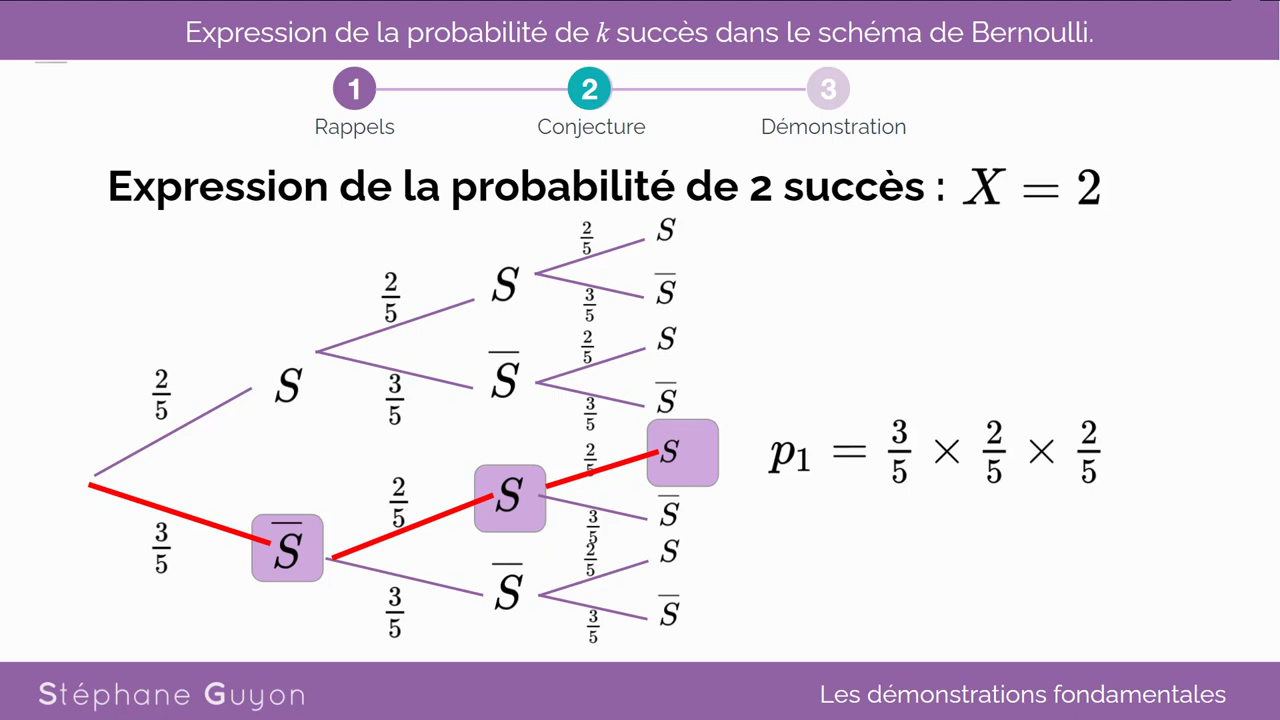 Expression de la probabilité de k succès dans le schéma de Bernoulli.
1 2 3
Rappels Conjecture Démonstration
Expression de la probabilité de 2 succès : X = 2
2/5 S
2/5 S
3/5 S̅
2/5 S
2/5 S
3/5 S̅
3/5 S̅
2/5 S
3/5 S̅
2/5 S
2/5 S
3/5 S̅
3/5 S̅
2/5 S
3/5 S̅
p₁ = 3/5 × 2/5 × 2/5
Stéphane Guyon
Les démonstrations fondamentales